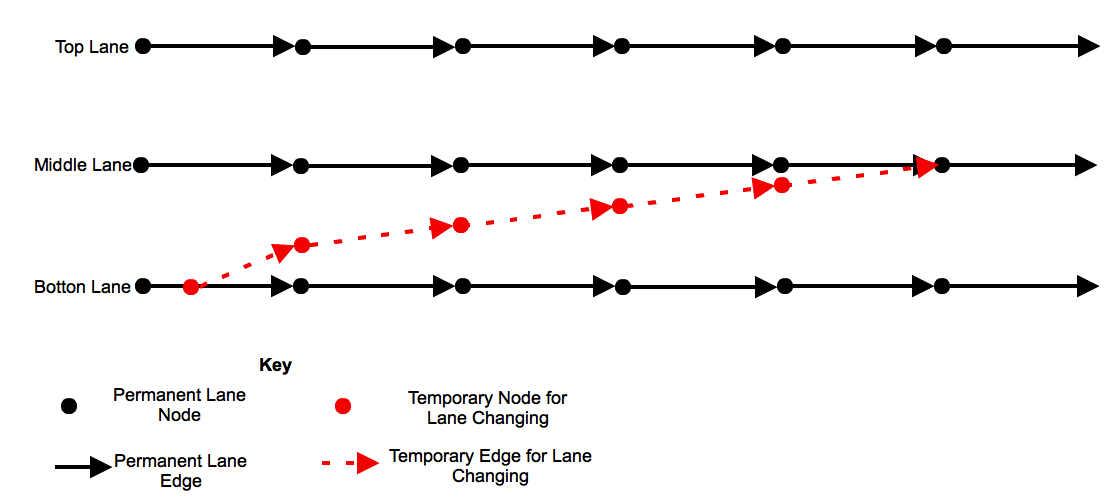 Top Lane
Middle Lane
Botton Lane
Key
Permanent Lane
Node
Temporary Node for
Lane Changing
Permanent Lane
Edge
Temporary Edge for Lane
Changing